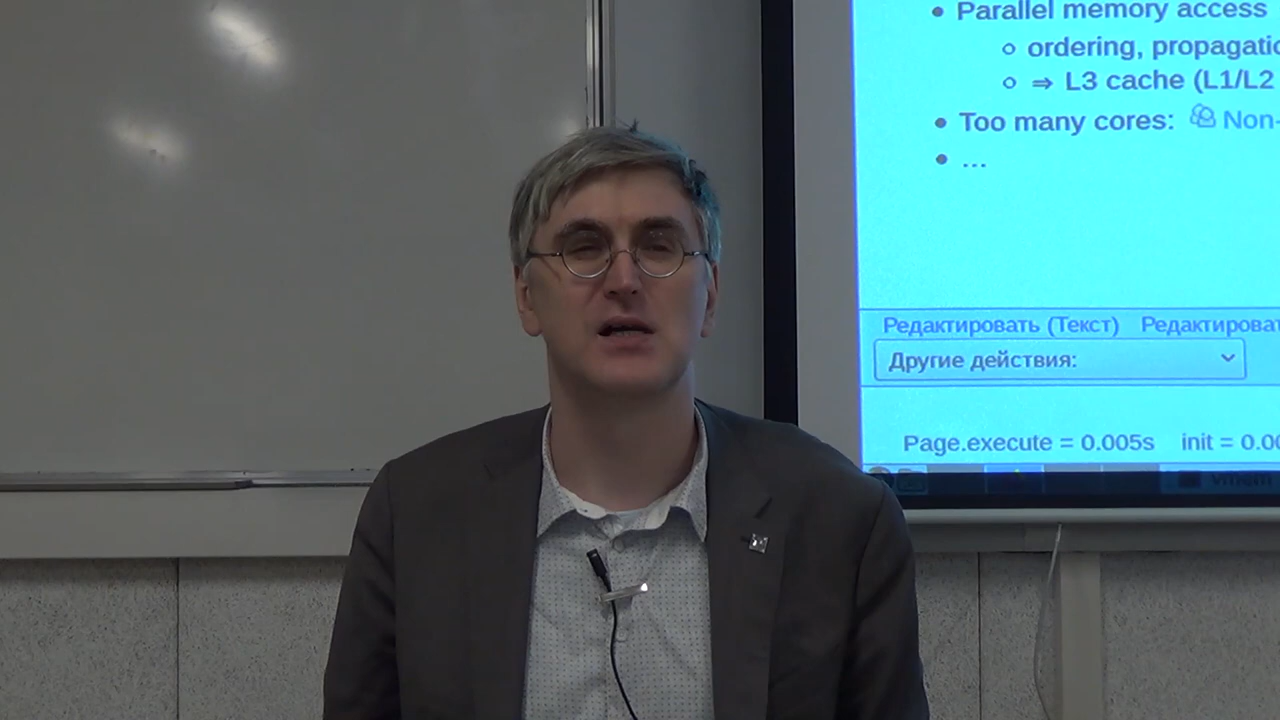 • Parallel memory access
○ ordering, propagatio
○ ⇒ L3 cache (L1/L2
• Too many cores: Non-
• ...
Редактировать (Текст) Редактироват
Другие действия:
Page.execute = 0.005s init = 0.00